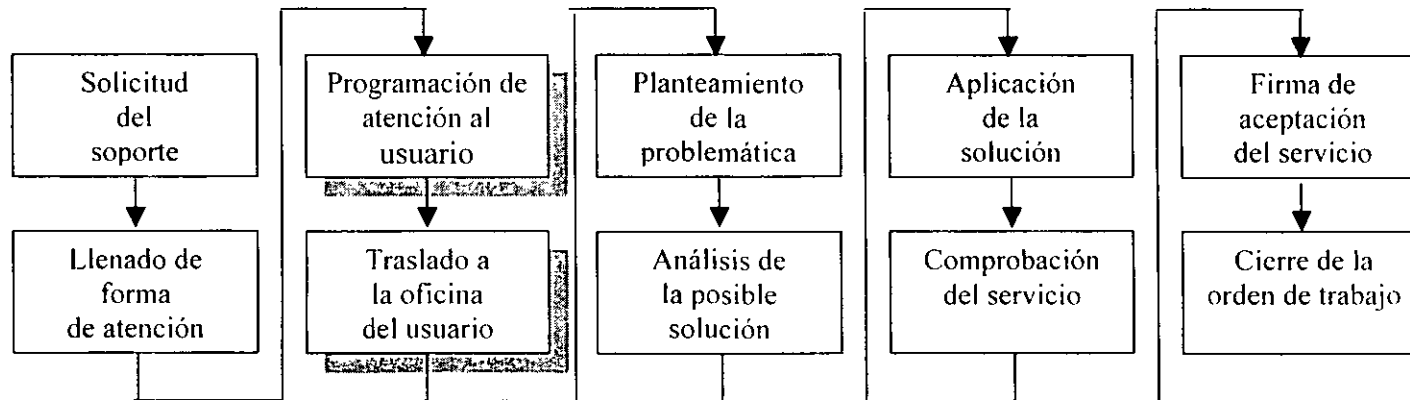 Solicitud
del
soporte
Llenado de
forma
de atención
Programación de
atención al
usuario
Traslado a
la oficina
del usuario
Planteamiento
de la
problemática
Análisis de
la posible
solución
Aplicación
de la
solución
Comprobación
del servicio
Firma de
aceptación
del servicio
Cierre de la
orden de trabajo